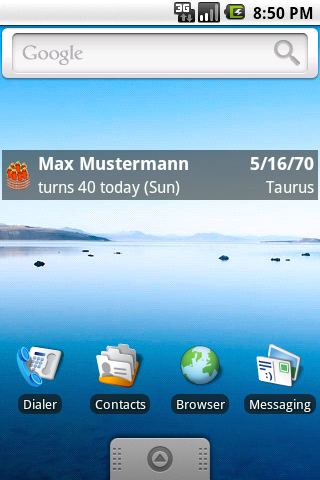 3G
8:50 PM
Google
Max Mustermann 5/16/70
turns 40 today (Sun) Taurus
Dialer Contacts Browser Messaging